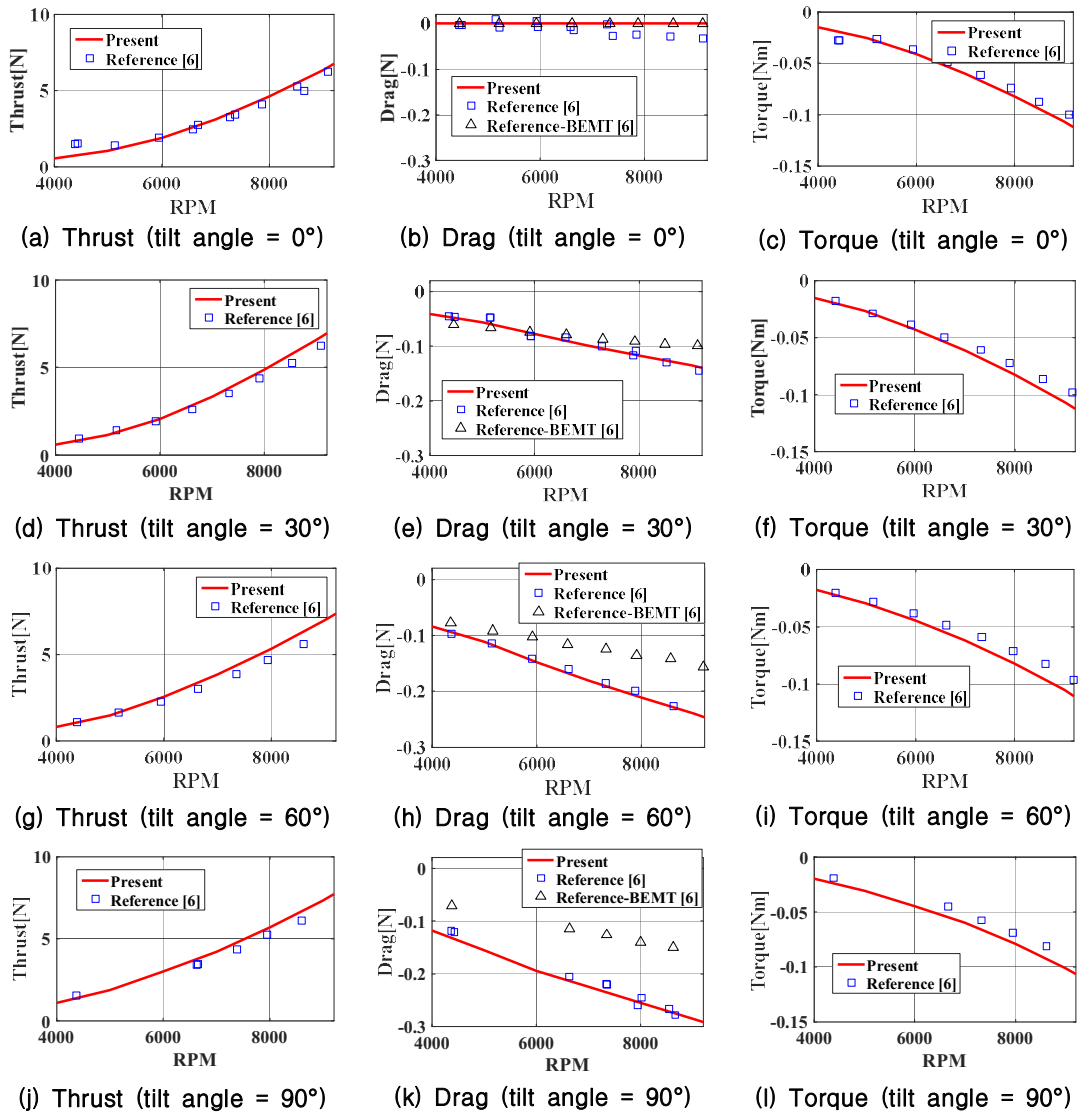 10
5
0
Thrust[N]
Present
Reference [6]
4000 6000 8000
RPM
(a) Thrust (tilt angle = 0°)
0
-0.1
-0.2
-0.3
Drag[N]
Present
Reference [6]
Reference-BEMT [6]
4000 6000 8000
RPM
(b) Drag (tilt angle = 0°)
0
-0.05
-0.1
-0.15
Torque[Nm]
Present
Reference [6]
4000 6000 8000
RPM
(c) Torque (tilt angle = 0°)
10
5
0
Thrust[N]
Present
Reference [6]
4000 6000 8000
RPM
(d) Thrust (tilt angle = 30°)
0
-0.1
-0.2
-0.3
Drag[N]
Present
Reference [6]
Reference-BEMT [6]
4000 6000 8000
RPM
(e) Drag (tilt angle = 30°)
0
-0.05
-0.1
-0.15
Torque[Nm]
Present
Reference [6]
4000 6000 8000
RPM
(f) Torque (tilt angle = 30°)
10
5
0
Thrust[N]
Present
Reference [6]
4000 6000 8000
RPM
(g) Thrust (tilt angle = 60°)
0
-0.1
-0.2
-0.3
Drag[N]
Present
Reference [6]
Reference-BEMT [6]
4000 6000 8000
RPM
(h) Drag (tilt angle = 60°)
0
-0.05
-0.1
-0.15
Torque[Nm]
Present
Reference [6]
4000 6000 8000
RPM
(i) Torque (tilt angle = 60°)
10
5
0
Thrust[N]
Present
Reference [6]
4000 6000 8000
RPM
(j) Thrust (tilt angle = 90°)
0
-0.1
-0.2
-0.3
Drag[N]
Present
Reference [6]
Reference-BEMT [6]
4000 6000 8000
RPM
(k) Drag (tilt angle = 90°)
0
-0.05
-0.1
-0.15
Torque[Nm]
Present
Reference [6]
4000 6000 8000
RPM
(l) Torque (tilt angle = 90°)